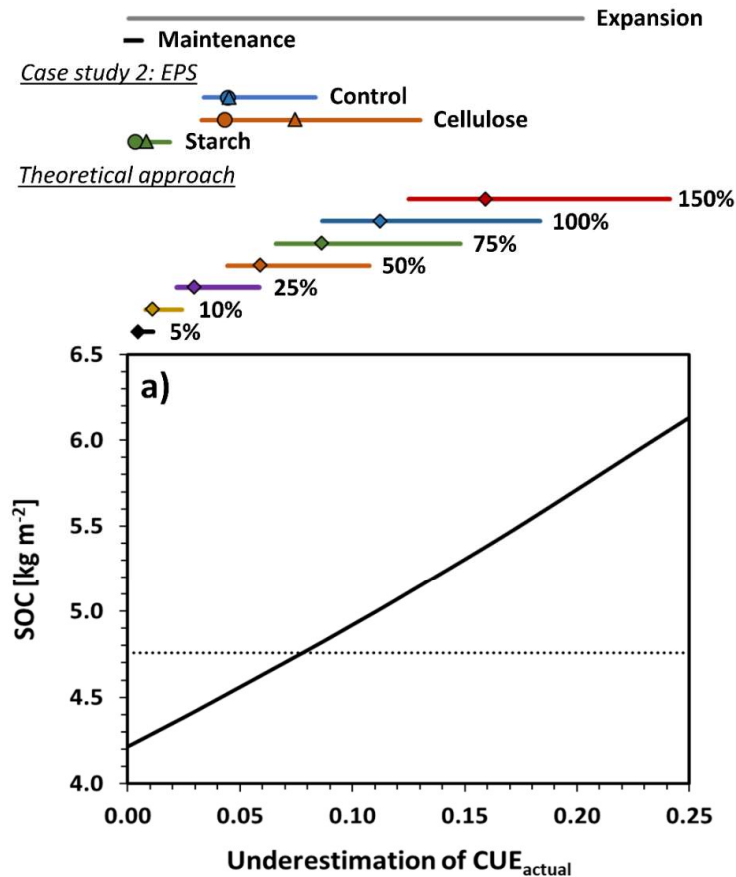 Expansion
Maintenance
Case study 2: EPS
Control
Cellulose
Starch
Theoretical approach
150%
100%
75%
50%
25%
10%
5%
a)
6.5
6.0
5.5
5.0
4.5
4.0
SOC [kg m⁻²]
0.00 0.05 0.10 0.15 0.20 0.25
Underestimation of CUEactual